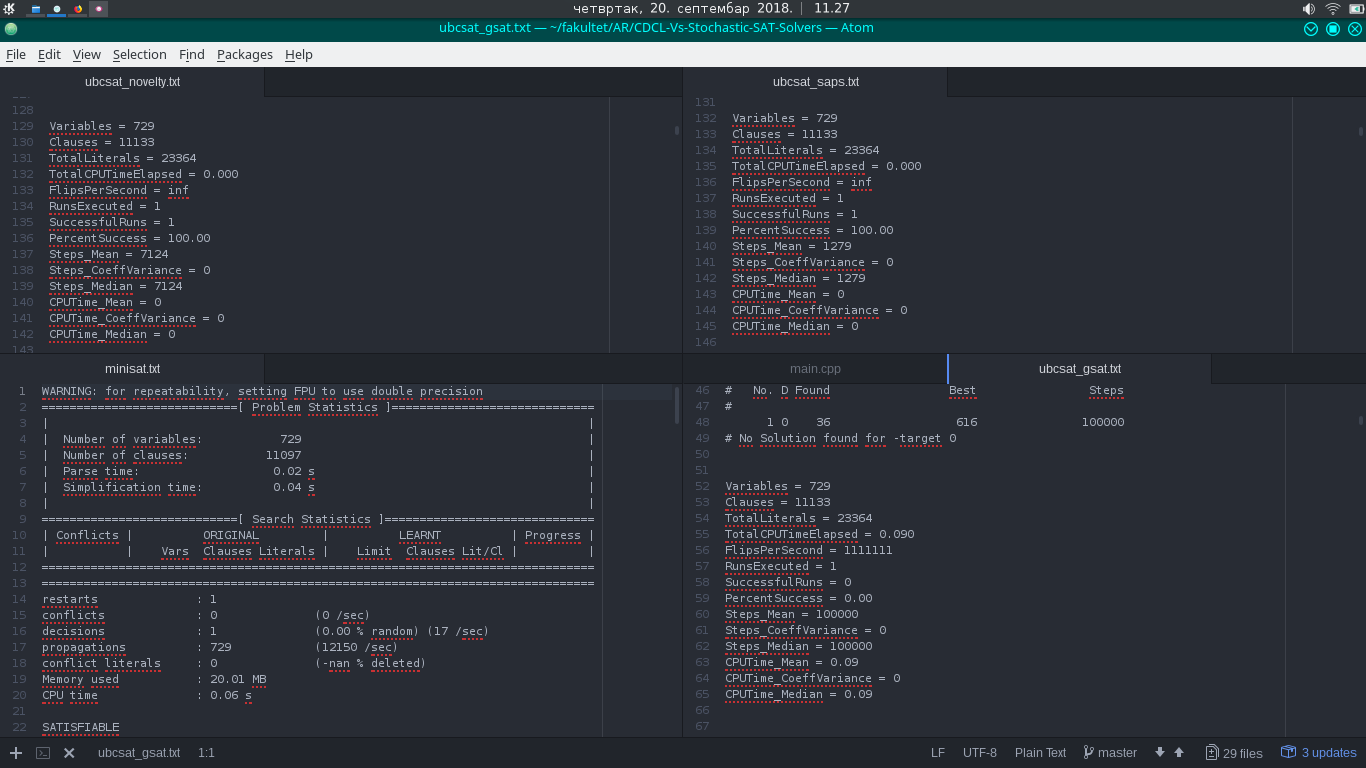 четвртак, 20. септембар 2018. | 11.27
ubcsat_gsat.txt — ~/fakultet/AR/CDCL-Vs-Stochastic-SAT-Solvers — Atom
File Edit View Selection Find Packages Help
ubcsat_novelty.txt
128
129 Variables = 729
130 Clauses = 11133
131 TotalLiterals = 23364
132 TotalCPUTimeElapsed = 0.000
133 FlipsPerSecond = inf
134 RunsExecuted = 1
135 SuccessfulRuns = 1
136 PercentSuccess = 100.00
137 Steps_Mean = 7124
138 Steps_CoeffVariance = 0
139 Steps_Median = 7124
140 CPUTime_Mean = 0
141 CPUTime_CoeffVariance = 0
142 CPUTime_Median = 0
143
ubcsat_saps.txt
131
132 Variables = 729
133 Clauses = 11133
134 TotalLiterals = 23364
135 TotalCPUTimeElapsed = 0.000
136 FlipsPerSecond = inf
137 RunsExecuted = 1
138 SuccessfulRuns = 1
139 PercentSuccess = 100.00
140 Steps_Mean = 1279
141 Steps_CoeffVariance = 0
142 Steps_Median = 1279
143 CPUTime_Mean = 0
144 CPUTime_CoeffVariance = 0
145 CPUTime_Median = 0
146
minisat.txt
1 WARNING: for repeatability, setting FPU to use double precision
2 ============================[ Problem Statistics ]=============================
3 | |
4 | Number of variables: 729 |
5 | Number of clauses: 11097 |
6 | Parse time: 0.02 s |
7 | Simplification time: 0.04 s |
8 | |
9 ============================[ Search Statistics ]==============================
10 | Conflicts | ORIGINAL | LEARNT | Progress |
11 | | Vars Clauses Literals | Limit Clauses Lit/Cl | |
12 ===============================================================================
13 ===============================================================================
14 restarts : 1
15 conflicts : 0 (0 /sec)
16 decisions : 1 (0.00 % random) (17 /sec)
17 propagations : 729 (12150 /sec)
18 conflict literals : 0 (-nan % deleted)
19 Memory used : 20.01 MB
20 CPU time : 0.06 s
21
22 SATISFIABLE
main.cpp ubcsat_gsat.txt
46 # No. D Found Best Steps
47 #
48 1 0 36 616 100000
49 # No Solution found for -target 0
50
51
52 Variables = 729
53 Clauses = 11133
54 TotalLiterals = 23364
55 TotalCPUTimeElapsed = 0.090
56 FlipsPerSecond = 1111111
57 RunsExecuted = 1
58 SuccessfulRuns = 0
59 PercentSuccess = 0.00
60 Steps_Mean = 100000
61 Steps_CoeffVariance = 0
62 Steps_Median = 100000
63 CPUTime_Mean = 0.09
64 CPUTime_CoeffVariance = 0
65 CPUTime_Median = 0.09
66
67
ubcsat_gsat.txt 1:1 LF UTF-8 Plain Text master 29 files 3 updates